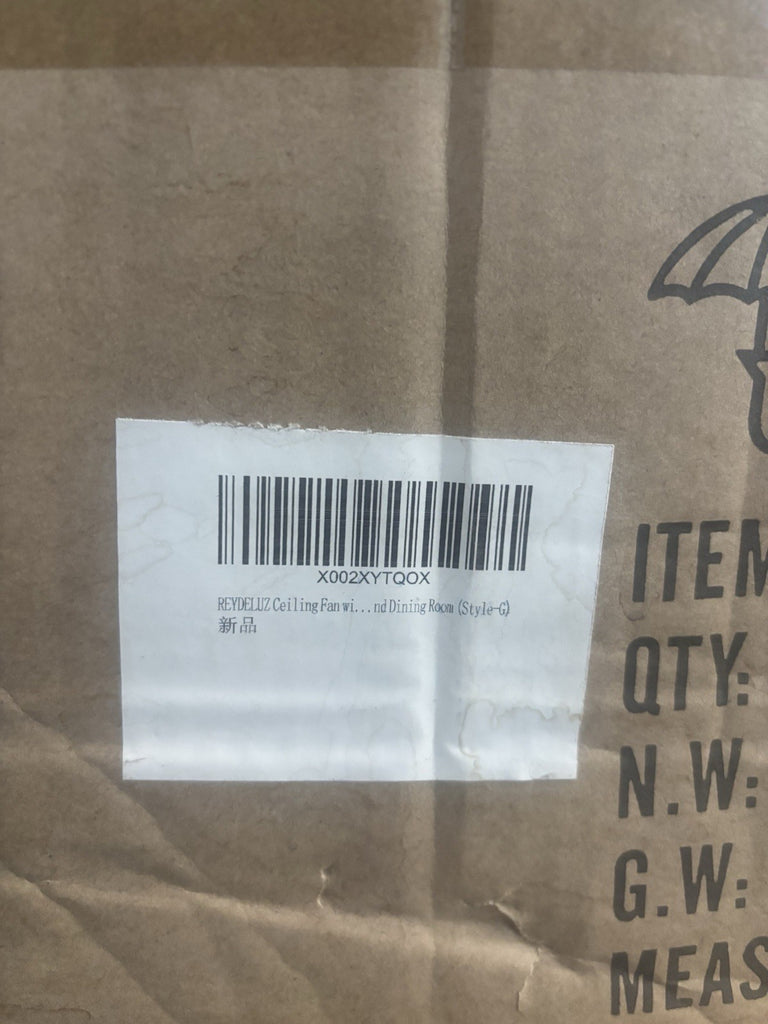 X002XYTQOX
REYDELUZ Ceiling Fan wi...nd Dining Room (Style-G)
新品
ITEM
QTY:
N.W:
G.W:
MEAS